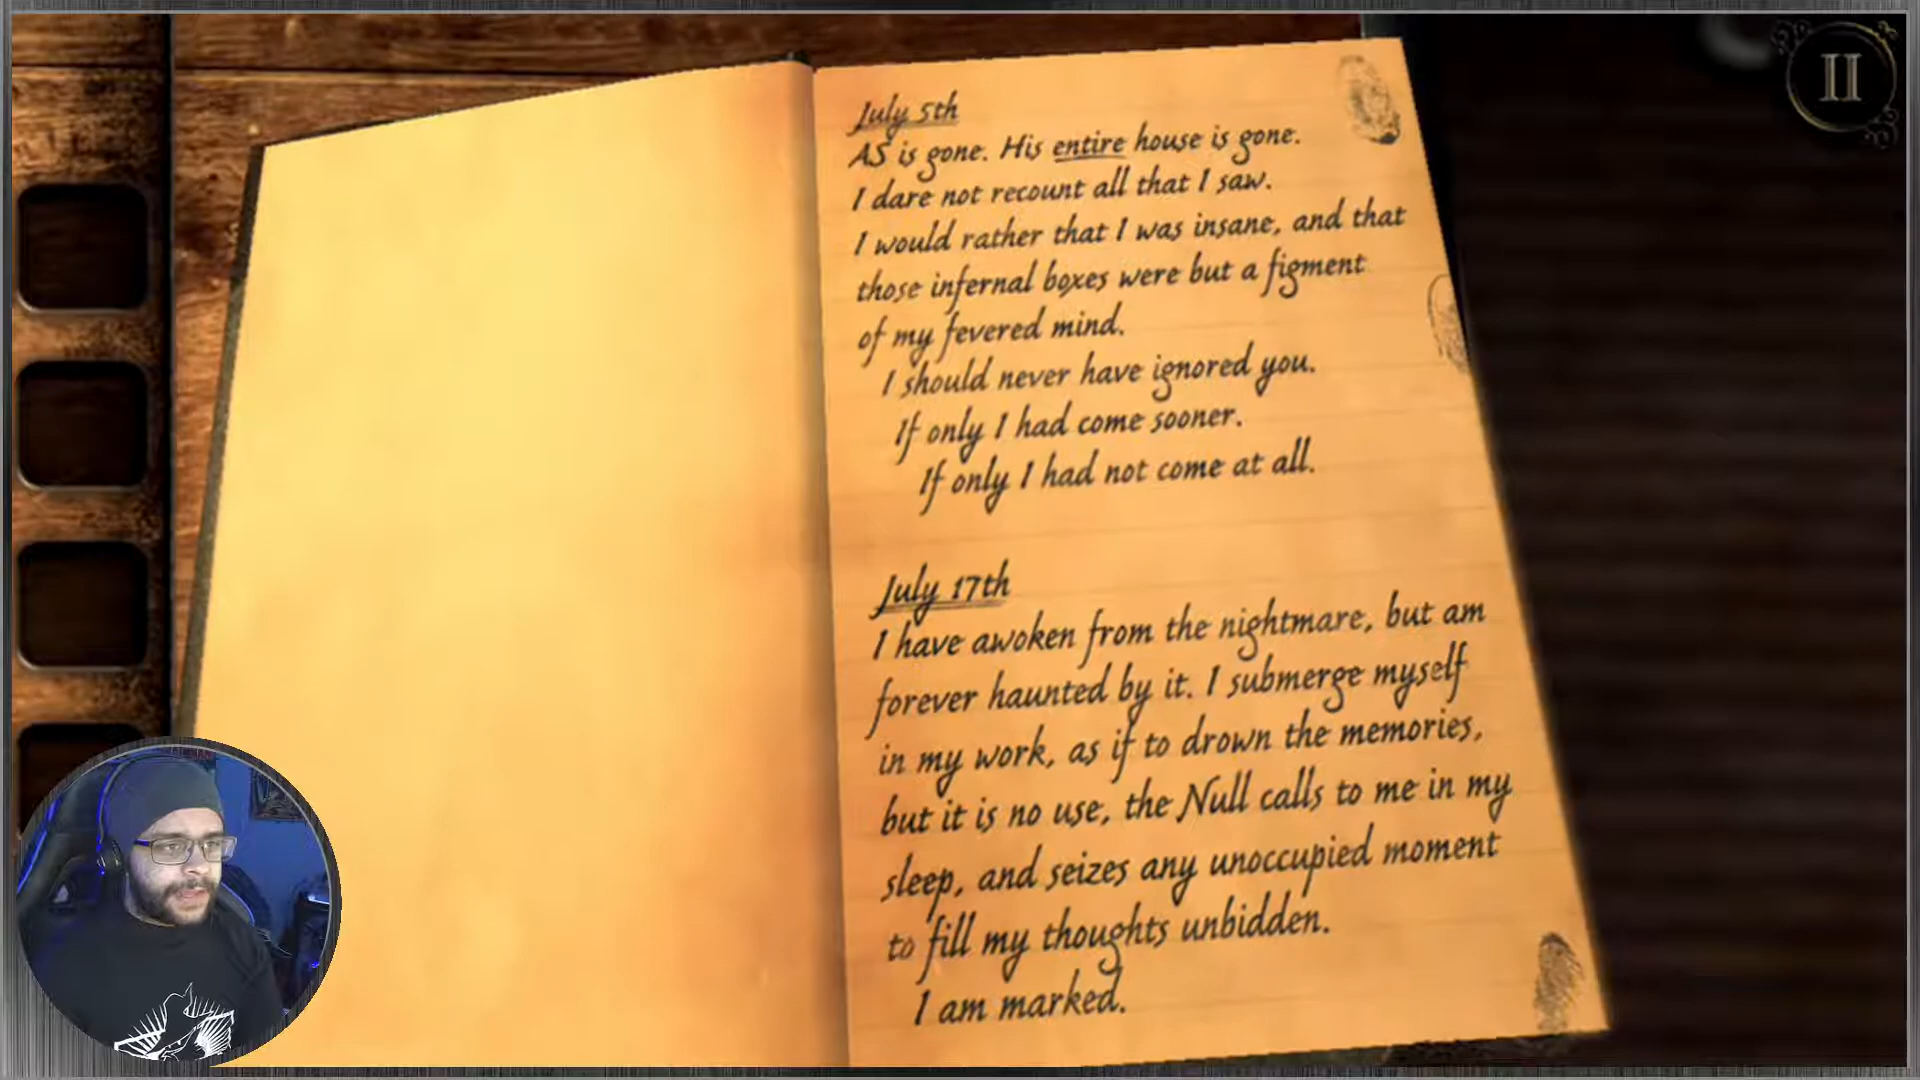 July 5th
AS is gone. His entire house is gone.
I dare not recount all that I saw.
I would rather that I was insane, and that
those infernal boxes were but a figment
of my fevered mind.
I should never have ignored you.
If only I had come sooner.
If only I had not come at all.
July 17th
I have awoken from the nightmare, but am
forever haunted by it. I submerge myself
in my work, as if to drown the memories,
but it is no use, the Null calls to me in my
sleep, and seizes any unoccupied moment
to fill my thoughts unbidden.
I am marked.
II